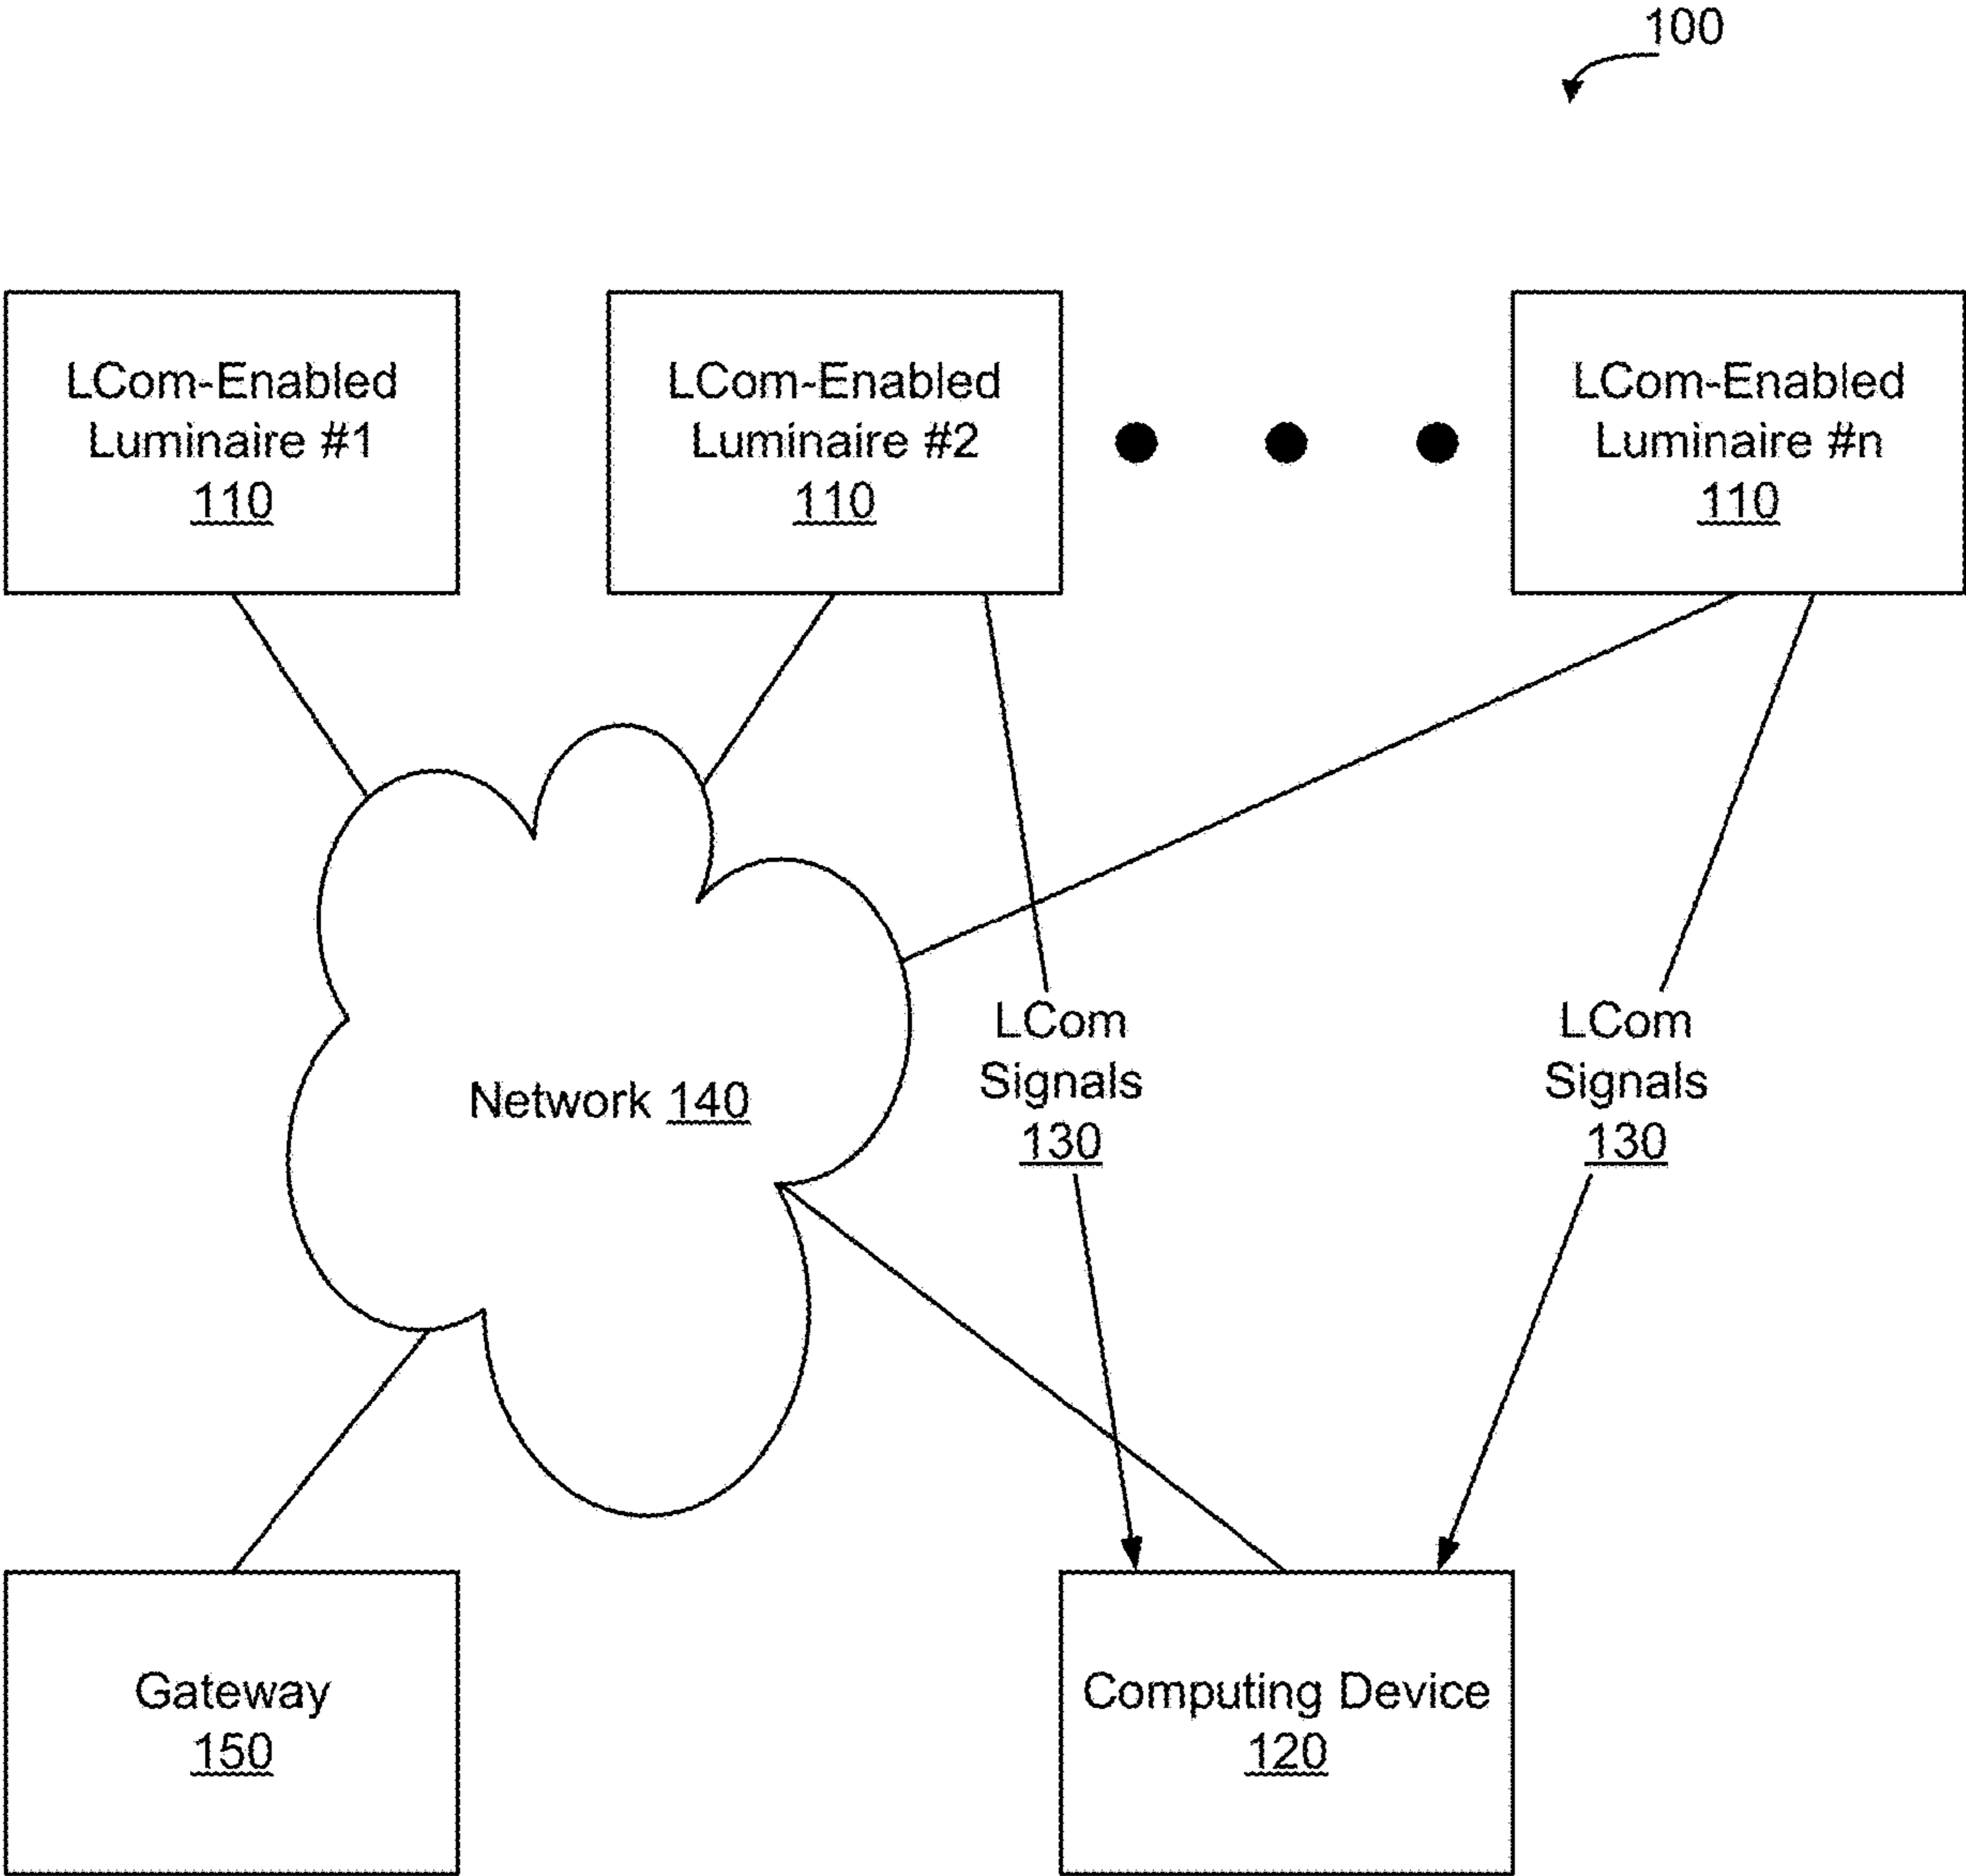 100
LCom-Enabled
Luminaire #1
110
LCom-Enabled
Luminaire #2
110
LCom-Enabled
Luminaire #n
110
Network 140
LCom
Signals
130
LCom
Signals
130
Gateway
150
Computing Device
120